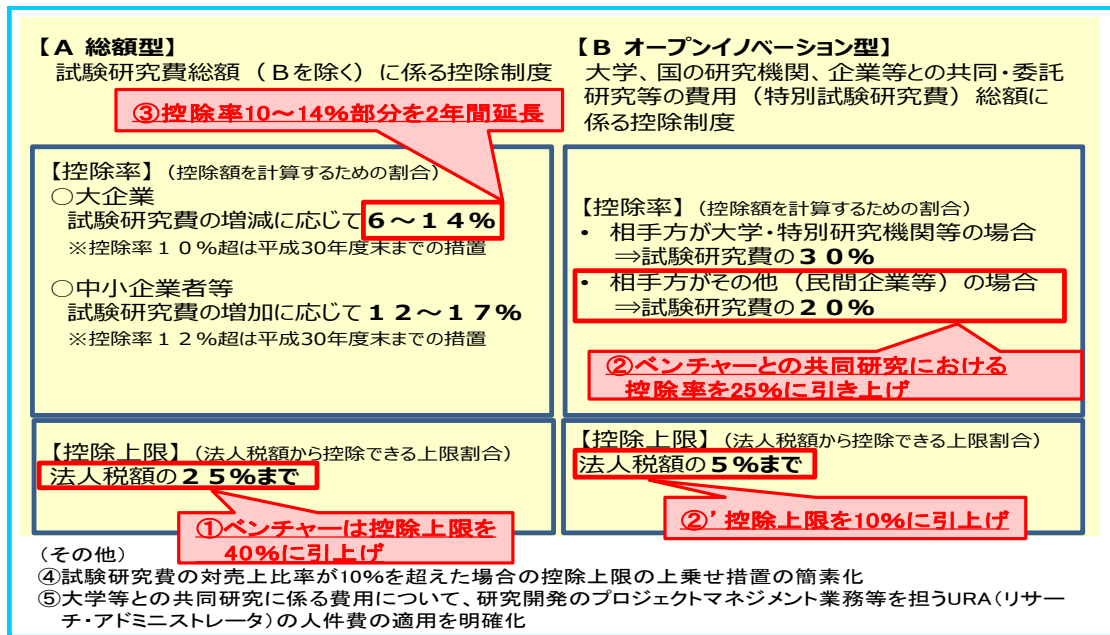 【A 総額型】
試験研究費総額（Bを除く）に係る控除制度
③控除率10～14%部分を2年間延長
【控除率】（控除額を計算するための割合）
○大企業
試験研究費の増減に応じて６～１４%
※控除率１０%超は平成30年度末までの措置
○中小企業者等
試験研究費の増加に応じて１２～１７%
※控除率１２%超は平成30年度末までの措置
【控除上限】（法人税額から控除できる上限割合）
法人税額の２５%まで
①ベンチャーは控除上限を
40%に引上げ
【B オープンイノベーション型】
大学、国の研究機関、企業等との共同・委託
研究等の費用（特別試験研究費）総額に
係る控除制度
【控除率】（控除額を計算するための割合）
• 相手方が大学・特別研究機関等の場合
⇒試験研究費の３０%
• 相手方がその他（民間企業等）の場合
⇒試験研究費の２０%
②ベンチャーとの共同研究における
控除率を25%に引き上げ
【控除上限】（法人税額から控除できる上限割合）
法人税額の５%まで
②’控除上限を10%に引上げ
（その他）
④試験研究費の対売上比率が10%を超えた場合の控除上限の上乗せ措置の簡素化
⑤大学等との共同研究に係る費用について、研究開発のプロジェクトマネジメント業務等を担うURA（リサー
チ・アドミニストレータ）の人件費の適用を明確化